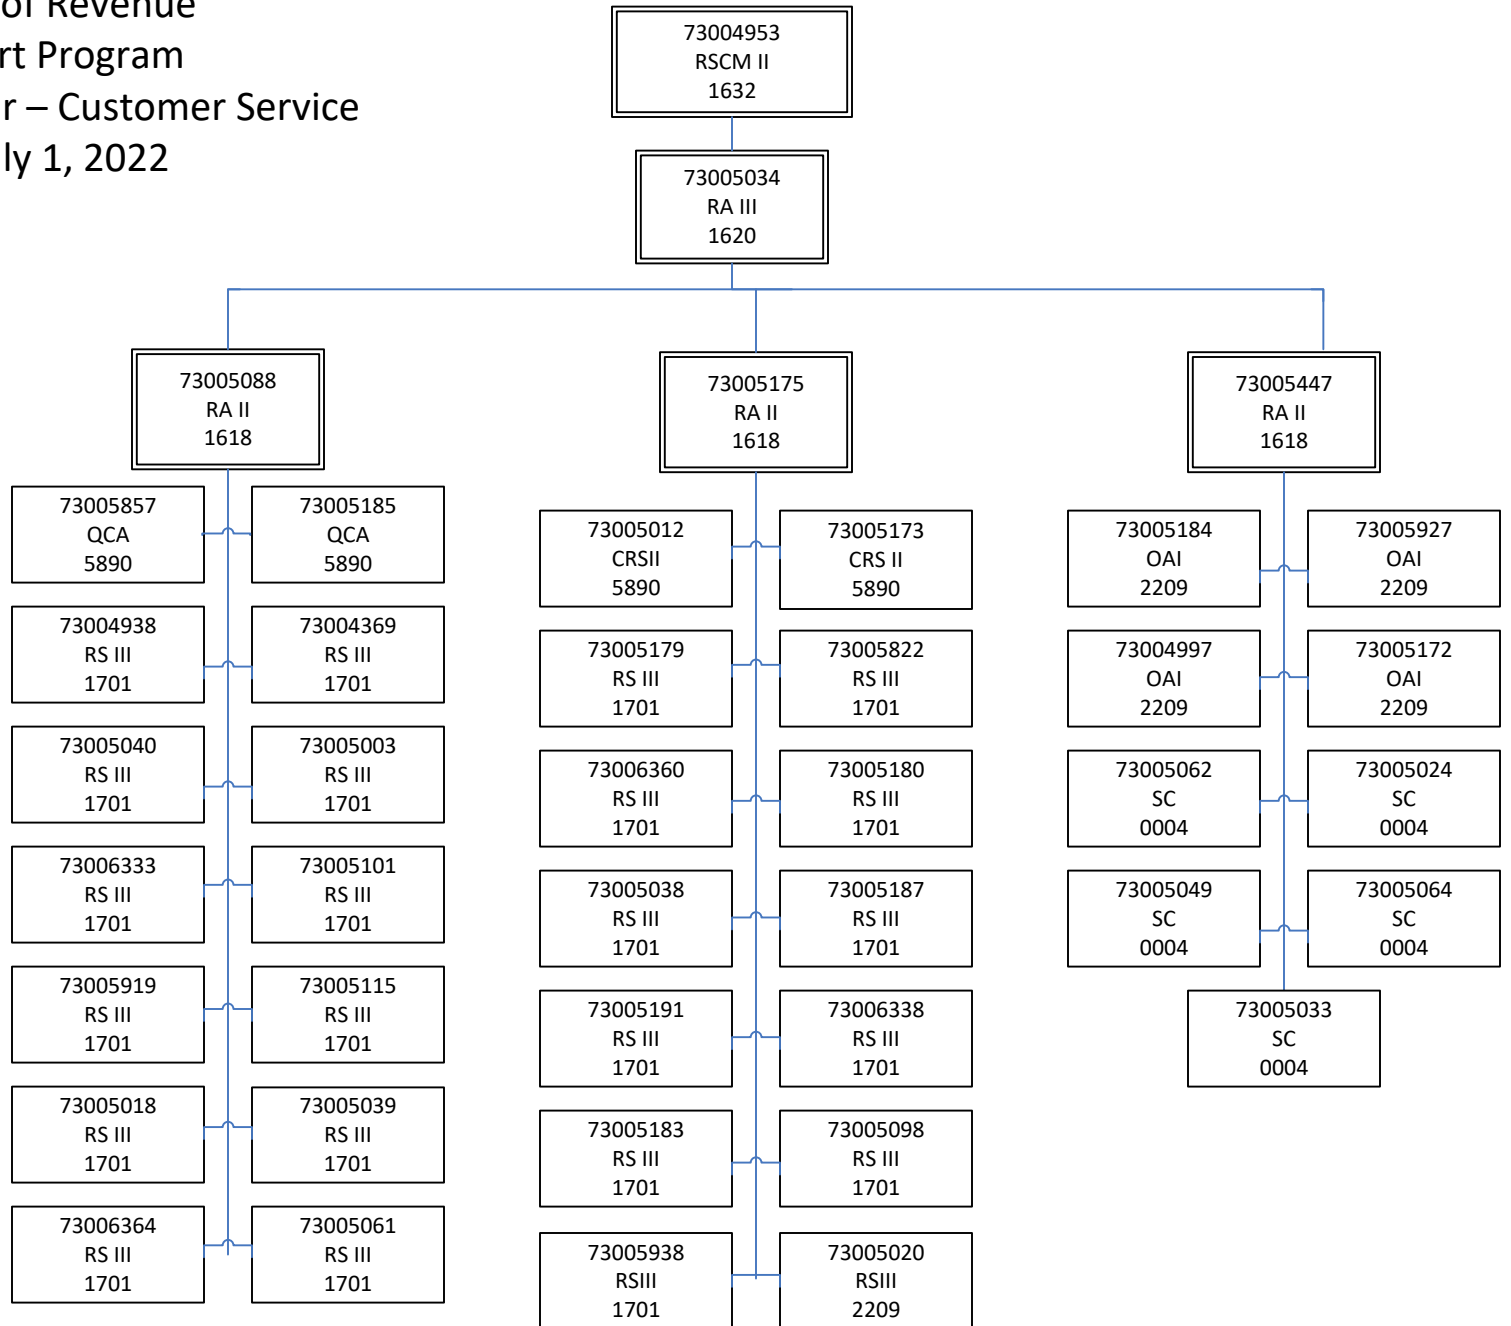 of Revenue
rt Program
r – Customer Service
ly 1, 2022
73004953
RSCM II
1632
73005034
RA III
1620
73005088
RA II
1618
73005175
RA II
1618
73005447
RA II
1618
73005857
QCA
5890
73005185
QCA
5890
73004938
RS III
1701
73004369
RS III
1701
73005040
RS III
1701
73005003
RS III
1701
73006333
RS III
1701
73005101
RS III
1701
73005919
RS III
1701
73005115
RS III
1701
73005018
RS III
1701
73005039
RS III
1701
73006364
RS III
1701
73005061
RS III
1701
73005012
CRSII
5890
73005173
CRS II
5890
73005179
RS III
1701
73005822
RS III
1701
73006360
RS III
1701
73005180
RS III
1701
73005038
RS III
1701
73005187
RS III
1701
73005191
RS III
1701
73006338
RS III
1701
73005183
RS III
1701
73005098
RS III
1701
73005938
RSIII
1701
73005020
RSIII
2209
73005184
OAI
2209
73005927
OAI
2209
73004997
OAI
2209
73005172
OAI
2209
73005062
SC
0004
73005024
SC
0004
73005049
SC
0004
73005064
SC
0004
73005033
SC
0004